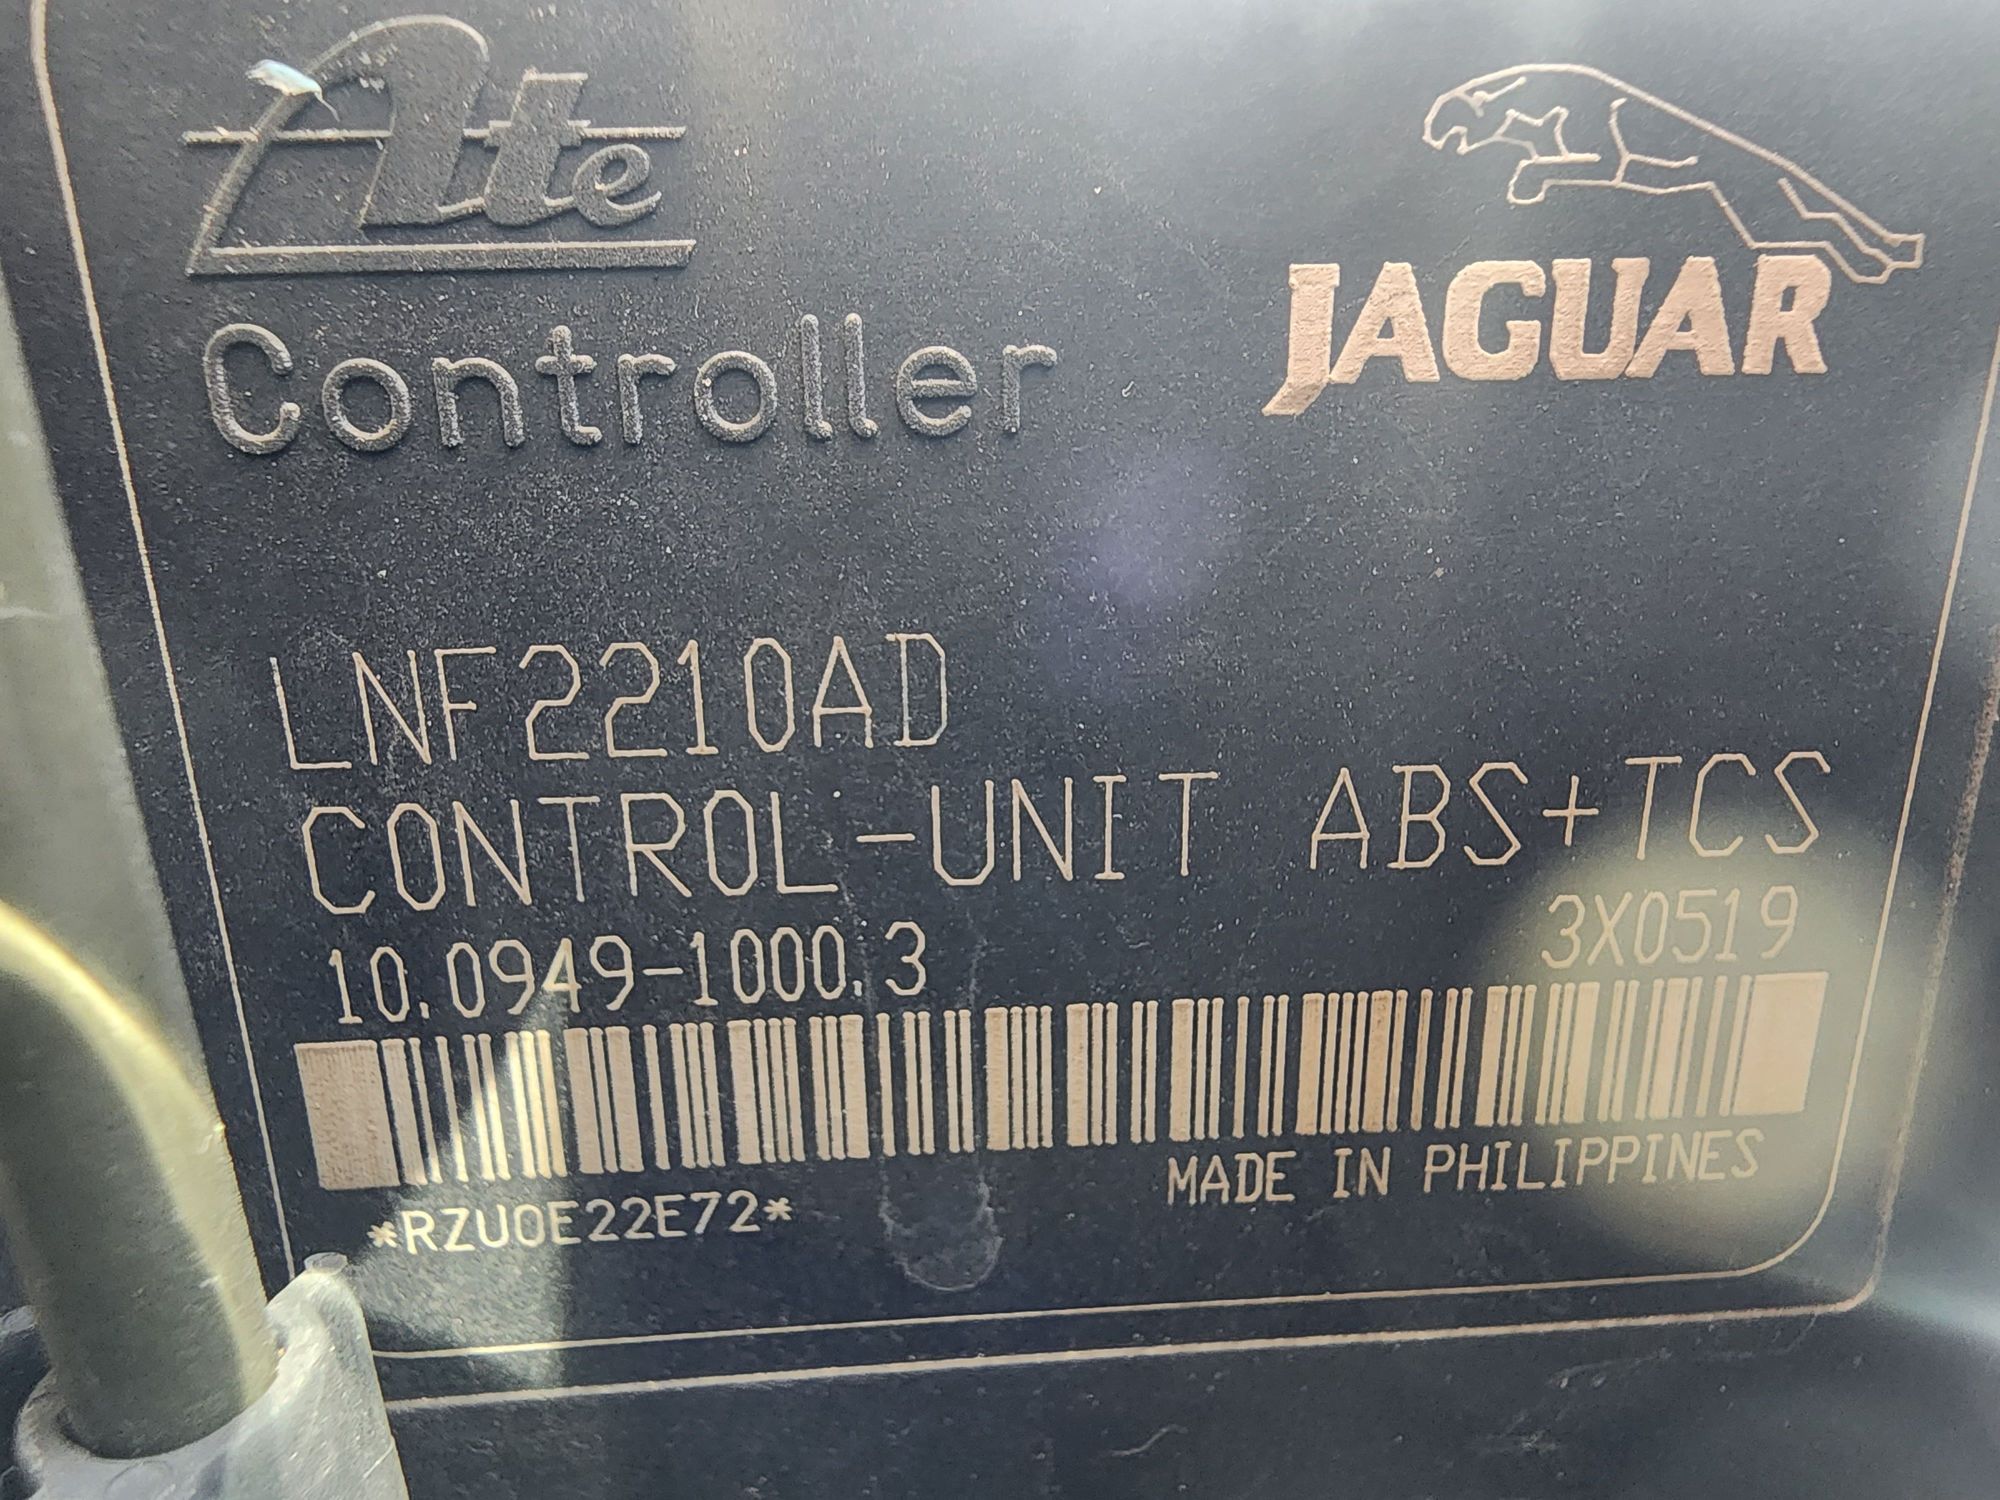 Ate
JAGUAR
Controller
LNF2210AD
CONTROL-UNIT ABS+TCS
10.0949-1000.3 3X0519
MADE IN PHILIPPINES
*RZU0E22E72*